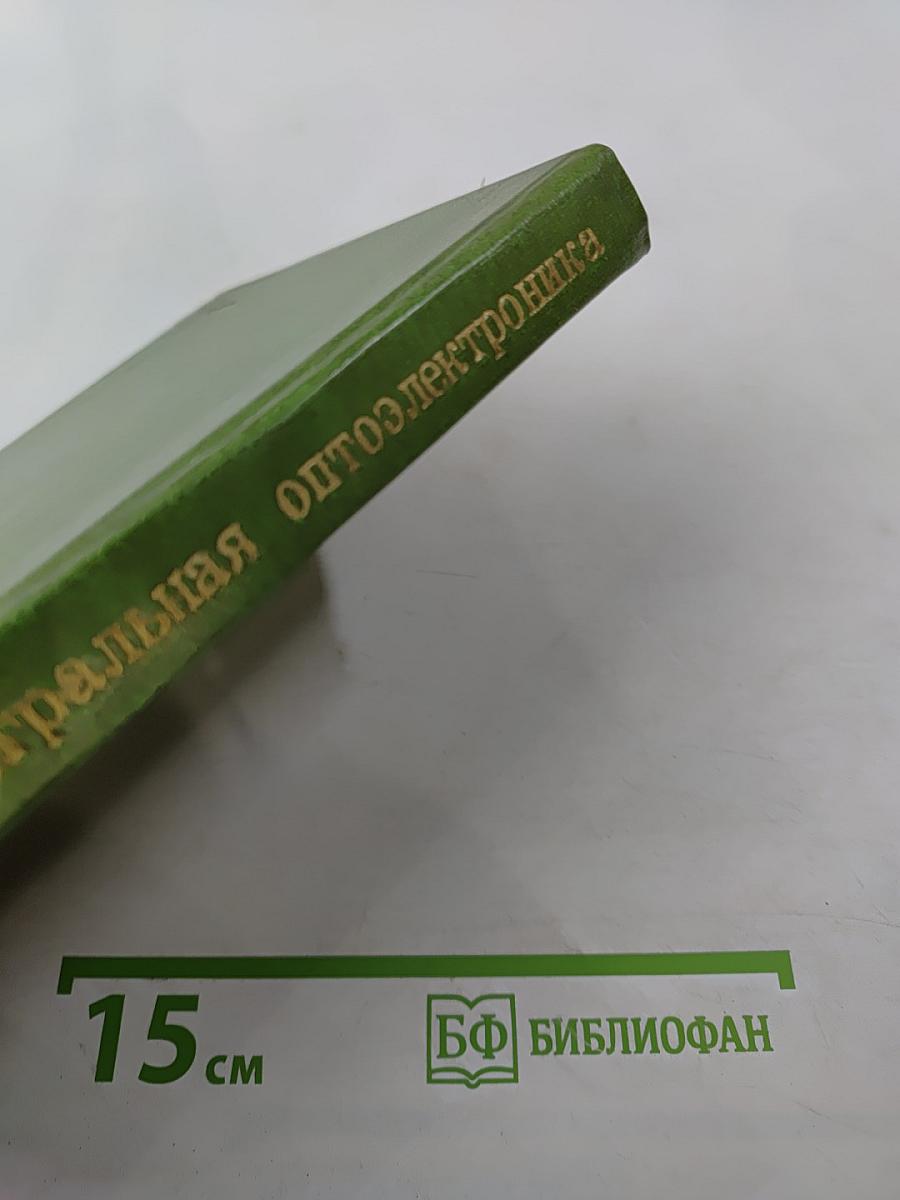 гральная оптоэлектроника
15 см
БФ БИБЛИОФАН